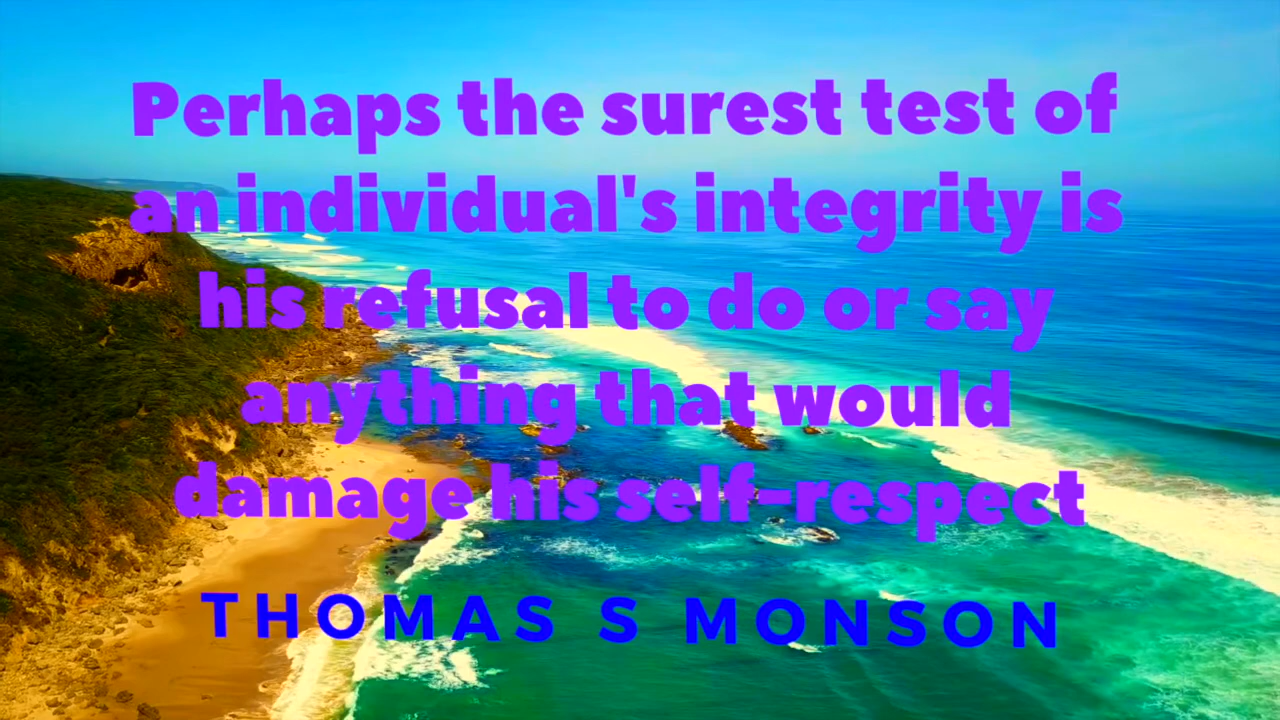 Perhaps the surest test of
an individual's integrity is
his refusal to do or say
anything that would
damage his self-respect
THOMAS S MONSON